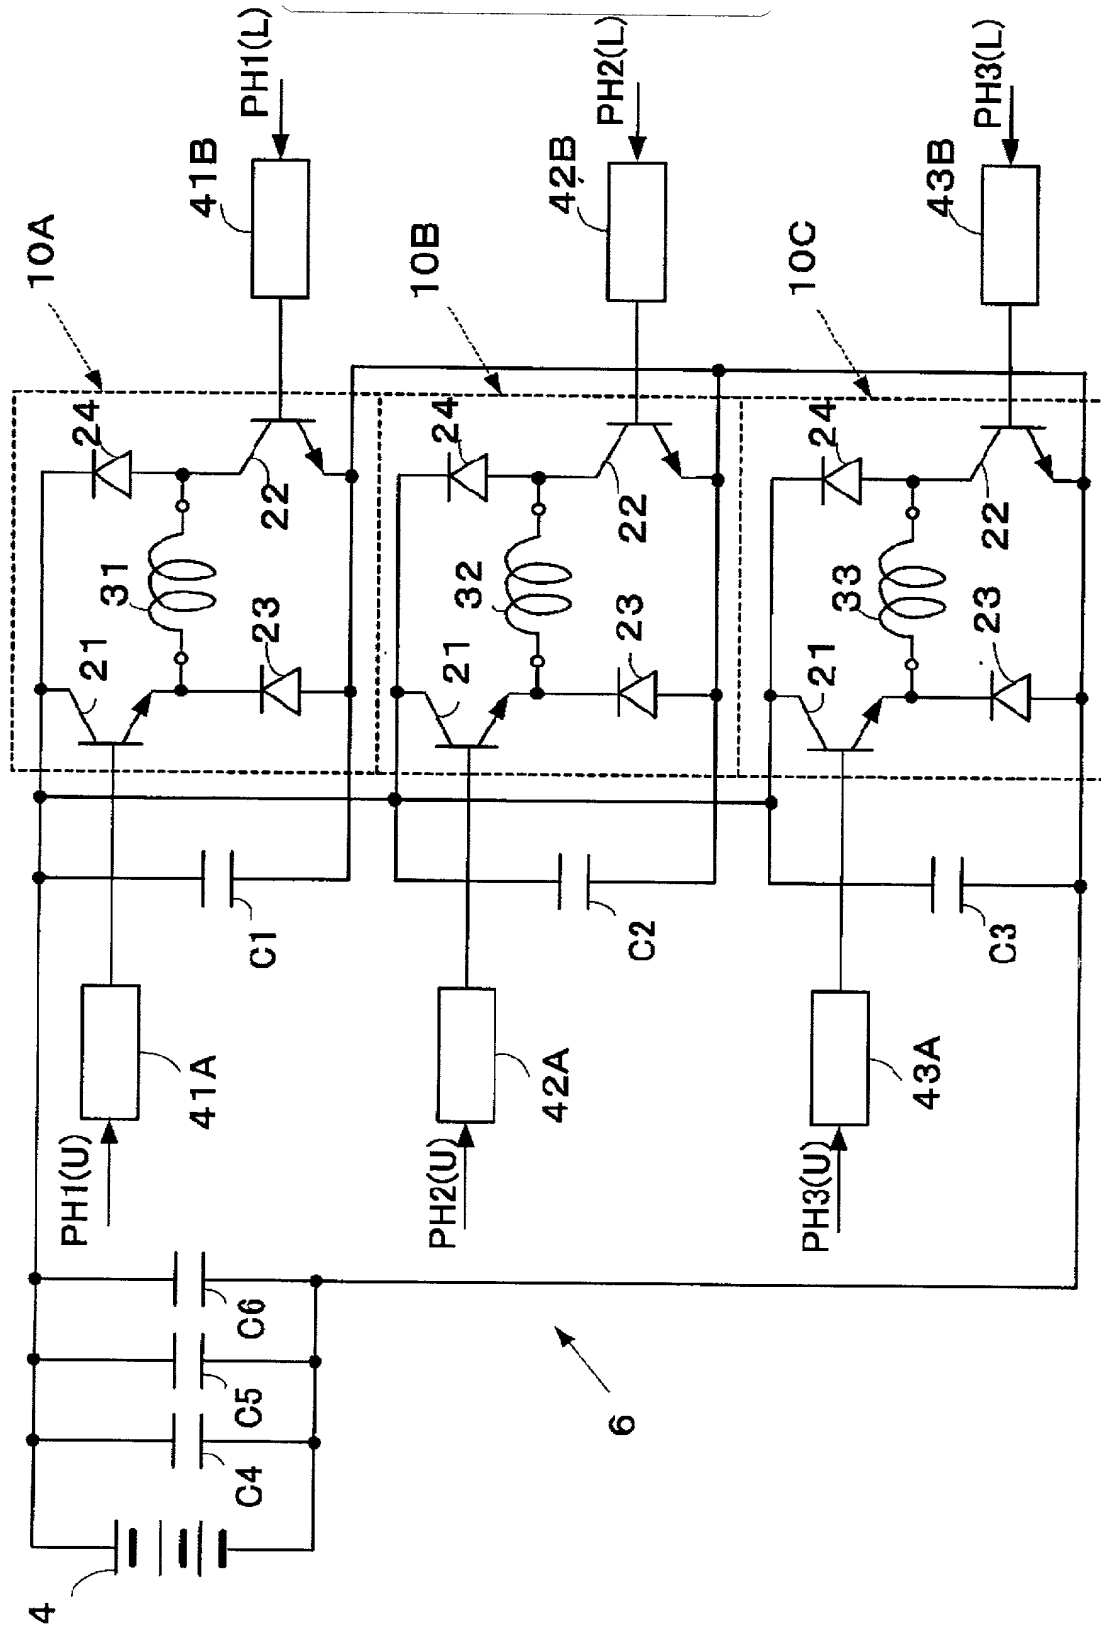 4
C4
C5
C6
6
PH1(U)
41A
C1
21
31
23
24
22
10A
41B
PH1(L)
PH2(U)
42A
C2
21
32
23
24
22
10B
42B
PH2(L)
PH3(U)
43A
C3
21
33
23
24
22
10C
43B
PH3(L)